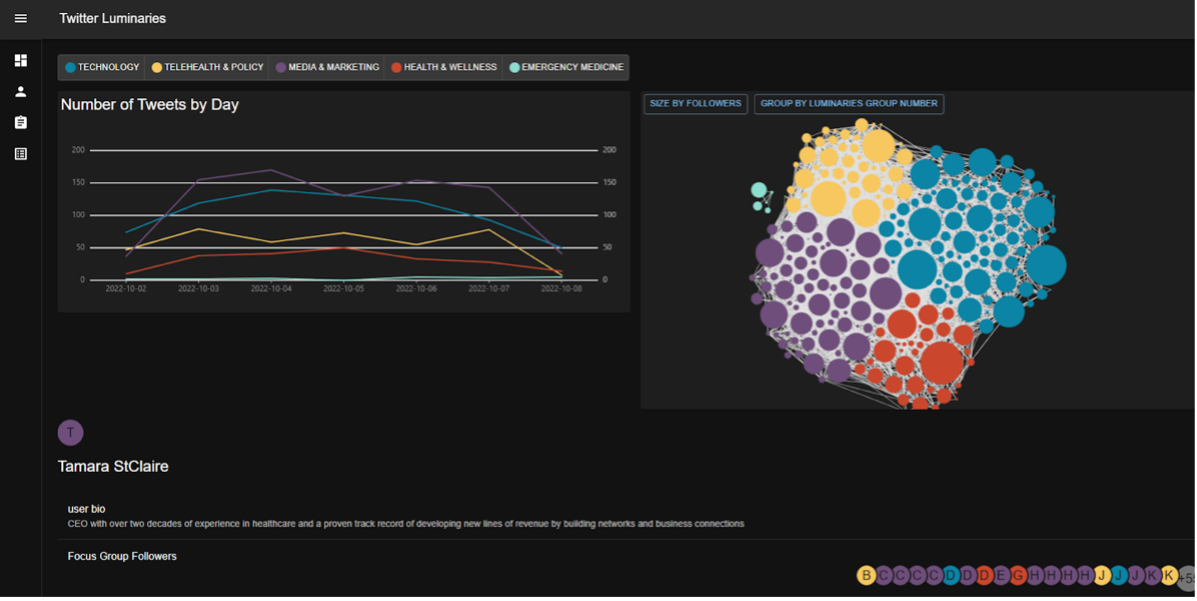 Twitter Luminaries
TECHNOLOGY TELEHEALTH & POLICY MEDIA & MARKETING HEALTH & WELLNESS EMERGENCY MEDICINE
Number of Tweets by Day
200 200
150 150
100 100
50 50
0 0
2022-10-02 2022-10-03 2022-10-04 2022-10-05 2022-10-06 2022-10-07 2022-10-08
SIZE BY FOLLOWERS GROUP BY LUMINARIES GROUP NUMBER
T
Tamara StClaire
user bio
CEO with over two decades of experience in healthcare and a proven track record of developing new lines of revenue by building networks and business connections
Focus Group Followers
B C C C C D D D E G H H H H J J J K K